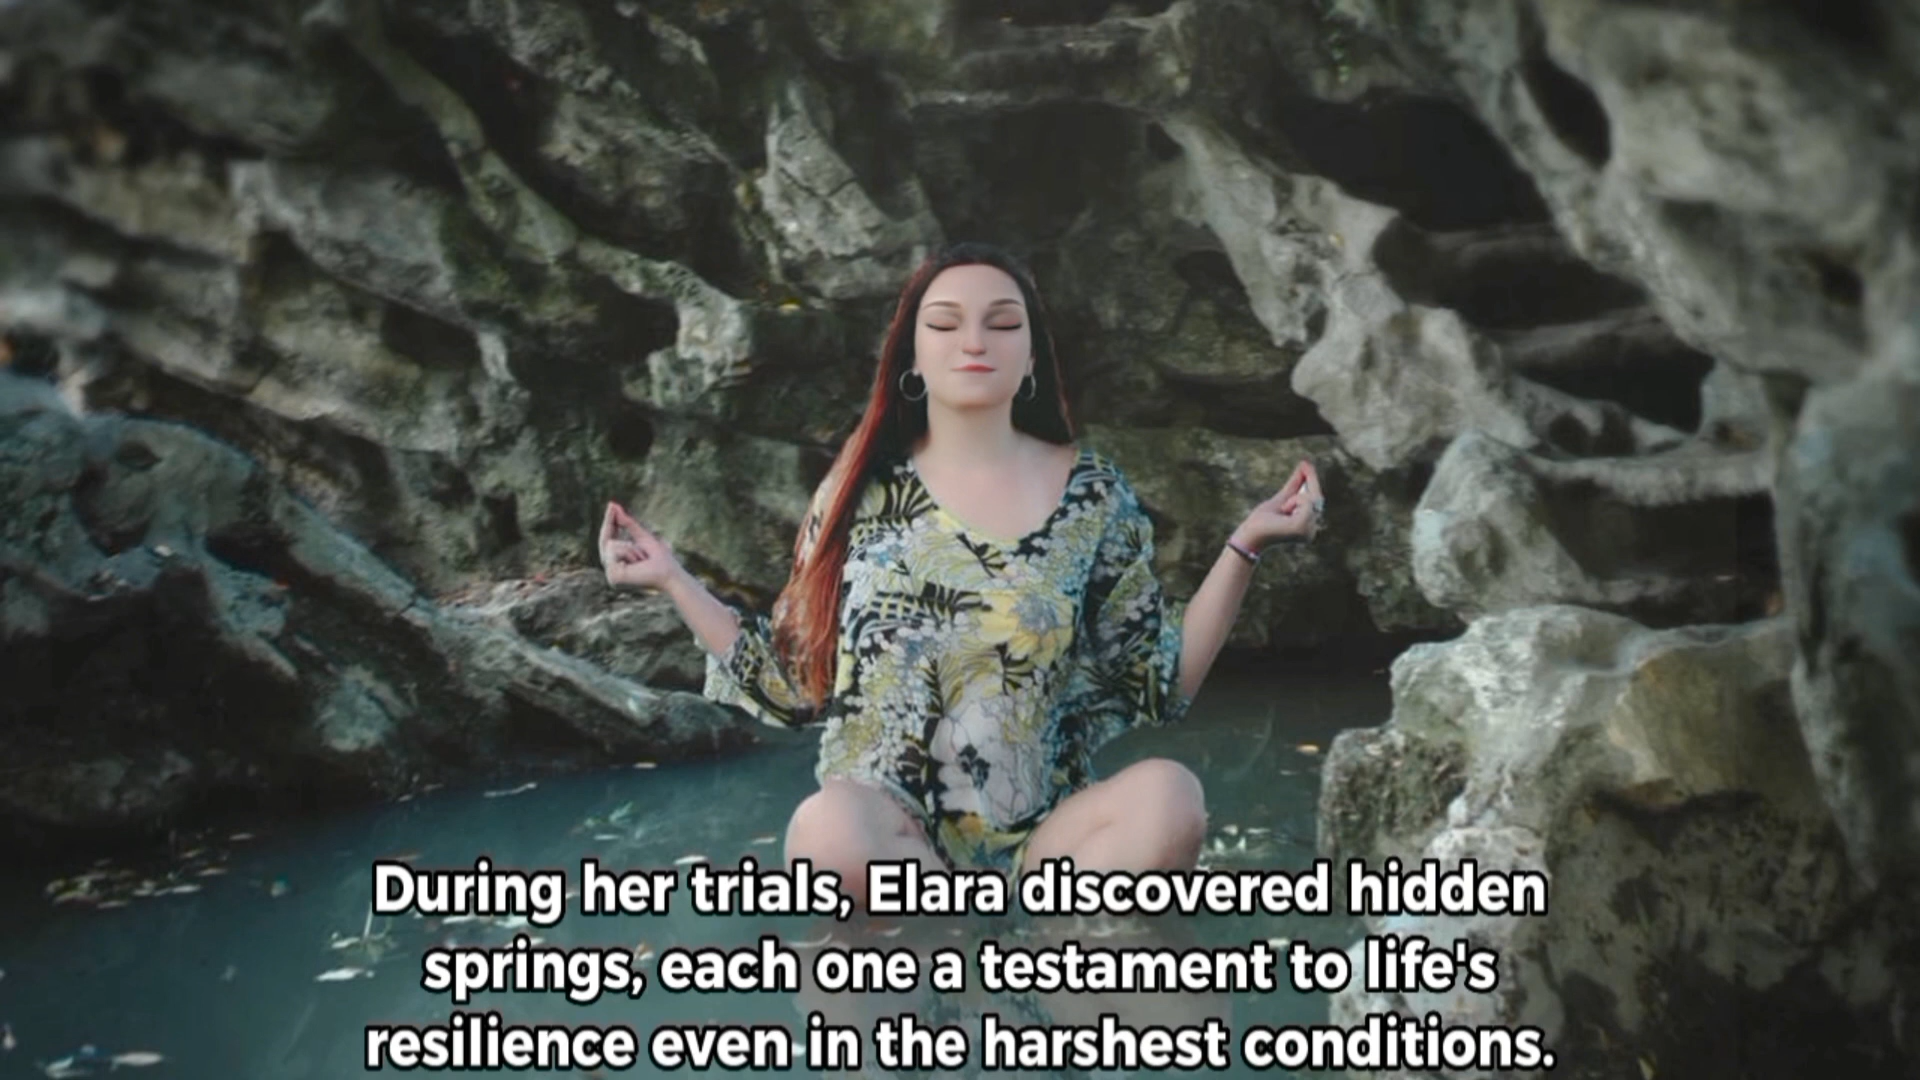 During her trials, Elara discovered hidden
springs, each one a testament to life's
resilience even in the harshest conditions.